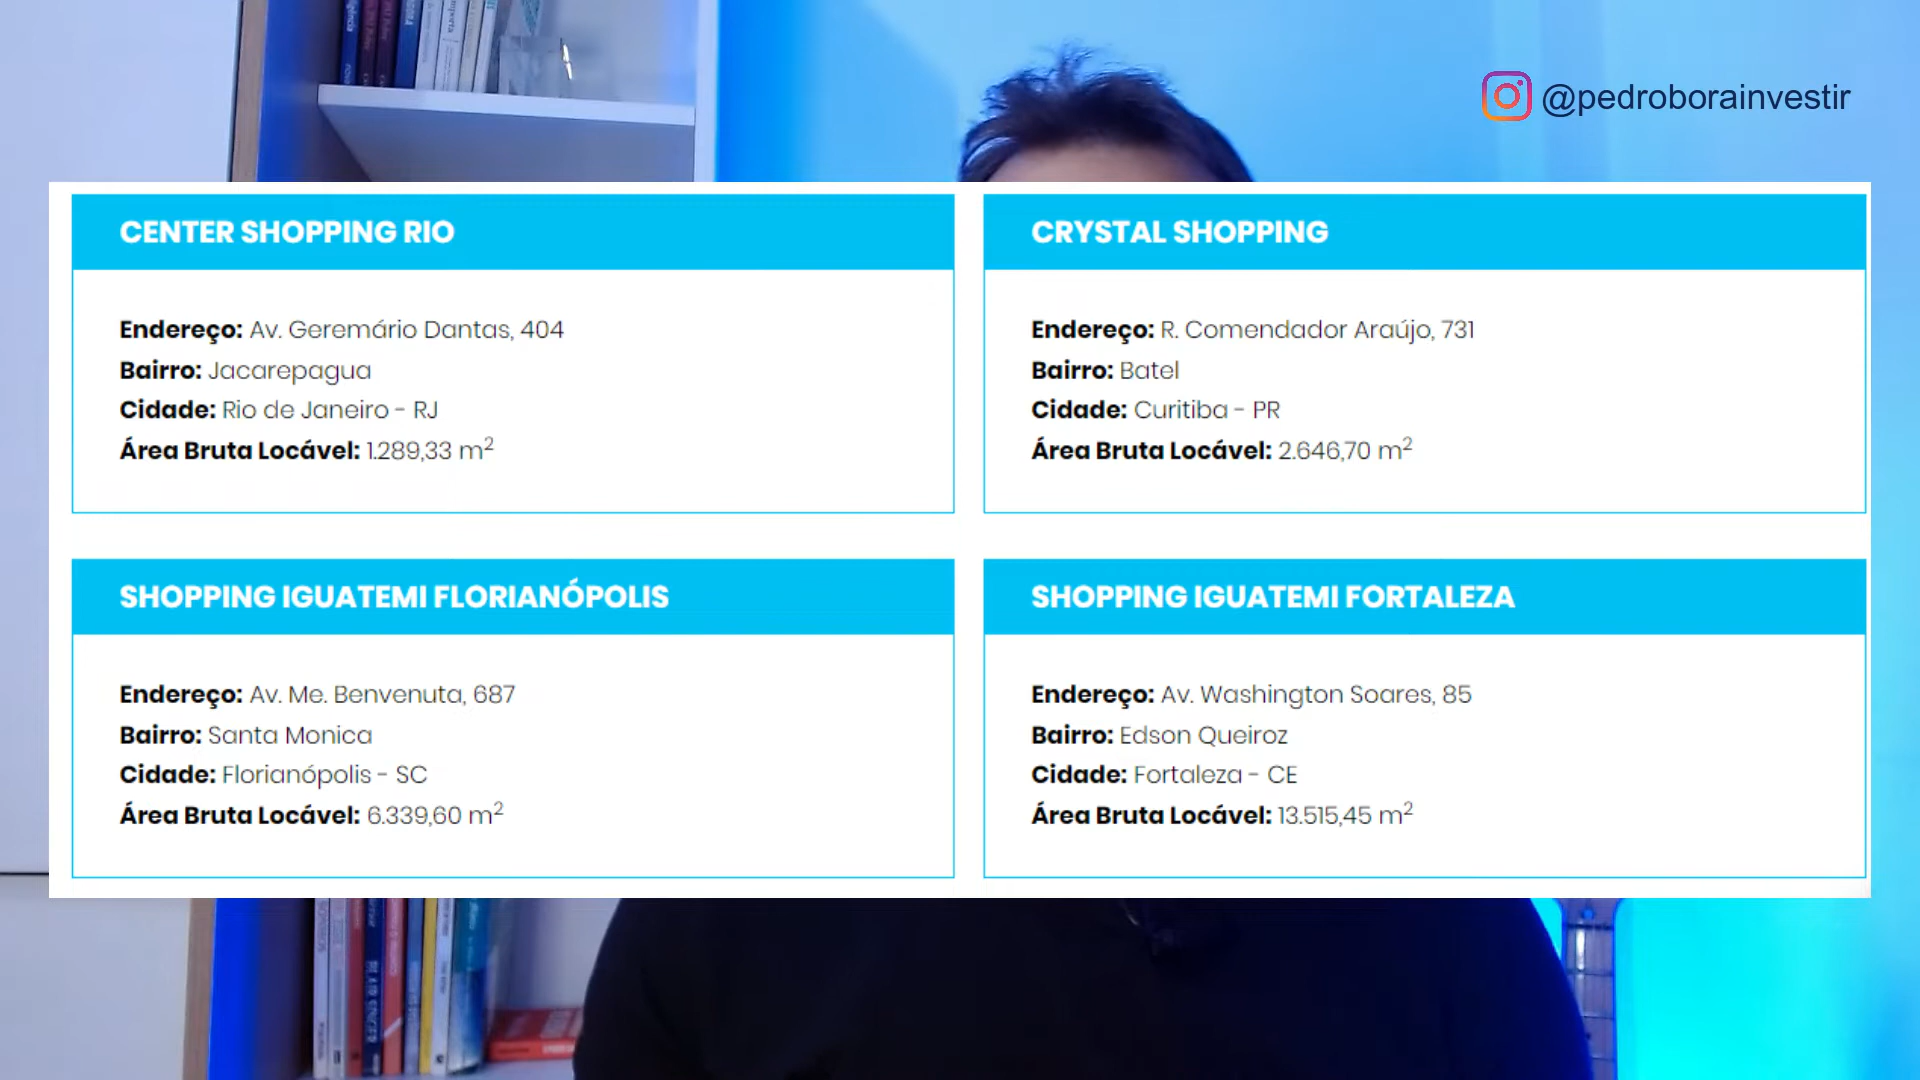 @pedroborainvestir
CENTER SHOPPING RIO
Endereço: Av. Geremário Dantas, 404
Bairro: Jacarepagua
Cidade: Rio de Janeiro - RJ
Área Bruta Locável: 1.289,33 m²
CRYSTAL SHOPPING
Endereço: R. Comendador Araújo, 731
Bairro: Batel
Cidade: Curitiba - PR
Área Bruta Locável: 2.646,70 m²
SHOPPING IGUATEMI FLORIANÓPOLIS
Endereço: Av. Me. Benvenuta, 687
Bairro: Santa Monica
Cidade: Florianópolis - SC
Área Bruta Locável: 6.339,60 m²
SHOPPING IGUATEMI FORTALEZA
Endereço: Av. Washington Soares, 85
Bairro: Edson Queiroz
Cidade: Fortaleza - CE
Área Bruta Locável: 13.515,45 m²